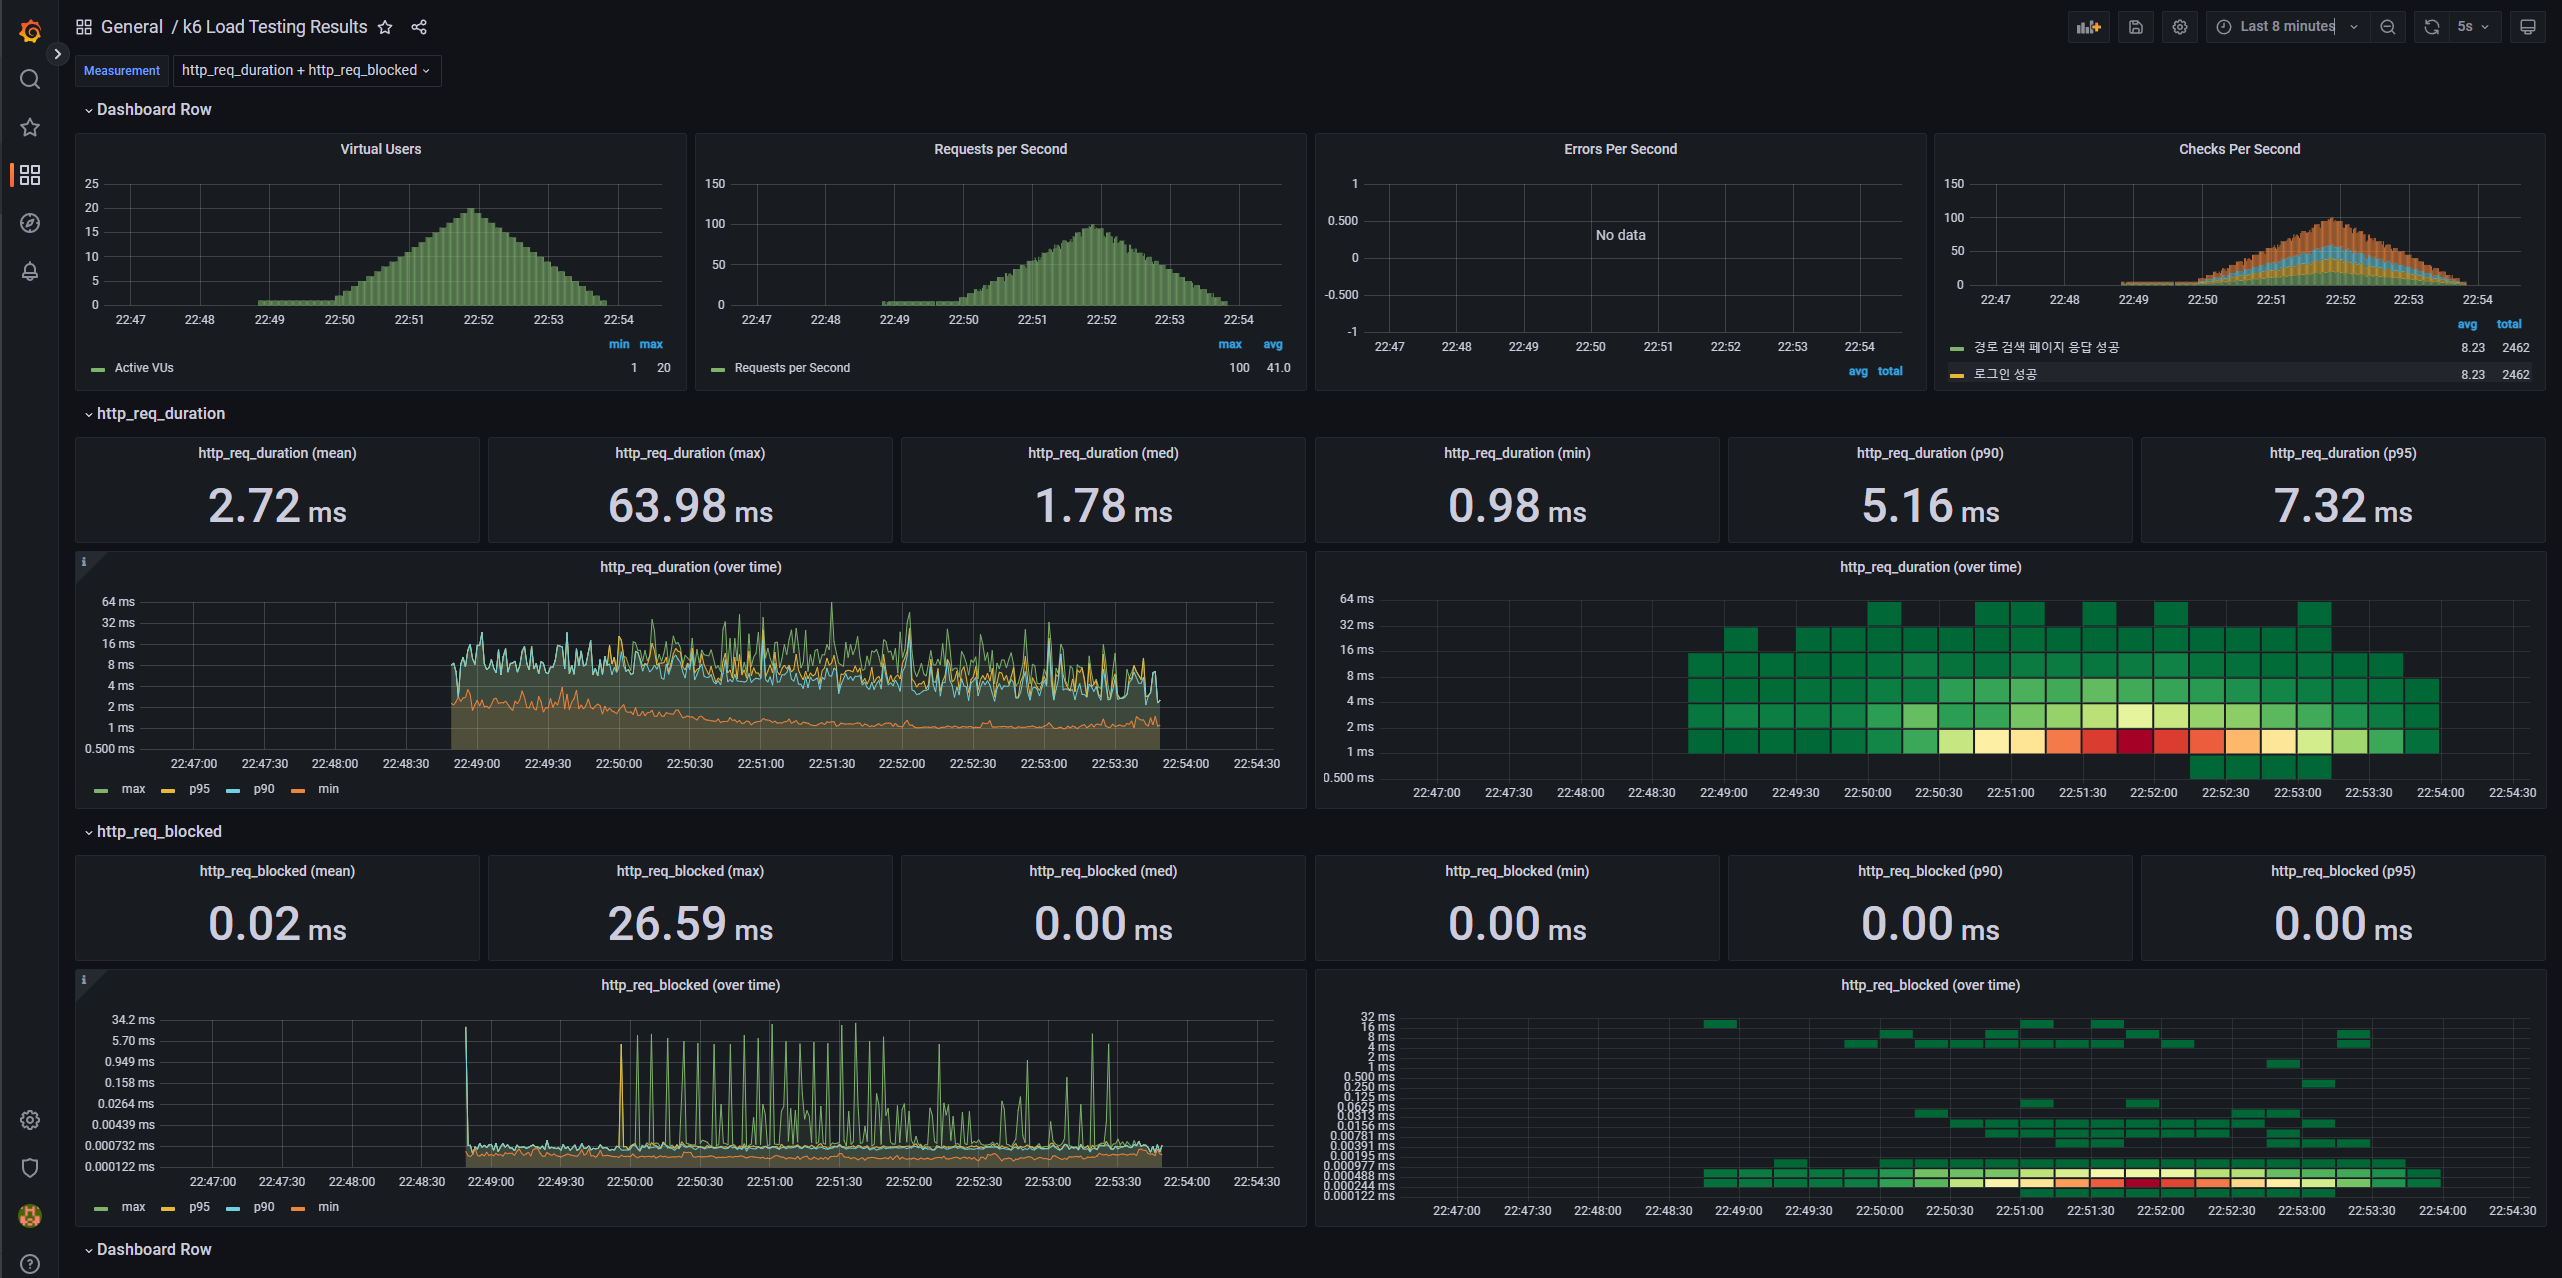 General / k6 Load Testing Results
Last 8 minutes
5s
Measurement
http_req_duration + http_req_blocked
Dashboard Row
Virtual Users
25
20
15
10
5
0
22:47 22:48 22:49 22:50 22:51 22:52 22:53 22:54
min max
Active VUs 1 20
Requests per Second
150
100
50
0
22:47 22:48 22:49 22:50 22:51 22:52 22:53 22:54
max avg
Requests per Second 100 41.0
Errors Per Second
1
0.500
0
-0.500
-1
No data
22:47 22:48 22:49 22:50 22:51 22:52 22:53 22:54
avg total
Checks Per Second
150
100
50
0
22:47 22:48 22:49 22:50 22:51 22:52 22:53 22:54
avg total
경로 검색 페이지 응답 성공 8.23 2462
로그인 성공 8.23 2462
http_req_duration
http_req_duration (mean)
2.72 ms
http_req_duration (max)
63.98 ms
http_req_duration (med)
1.78 ms
http_req_duration (min)
0.98 ms
http_req_duration (p90)
5.16 ms
http_req_duration (p95)
7.32 ms
http_req_duration (over time)
64 ms
32 ms
16 ms
8 ms
4 ms
2 ms
1 ms
0.500 ms
22:47:00 22:47:30 22:48:00 22:48:30 22:49:00 22:49:30 22:50:00 22:50:30 22:51:00 22:51:30 22:52:00 22:52:30 22:53:00 22:53:30 22:54:00 22:54:30
max p95 p90 min
http_req_duration (over time)
64 ms
32 ms
16 ms
8 ms
4 ms
2 ms
1 ms
0.500 ms
22:47:00 22:47:30 22:48:00 22:48:30 22:49:00 22:49:30 22:50:00 22:50:30 22:51:00 22:51:30 22:52:00 22:52:30 22:53:00 22:53:30 22:54:00 22:54:30
http_req_blocked
http_req_blocked (mean)
0.02 ms
http_req_blocked (max)
26.59 ms
http_req_blocked (med)
0.00 ms
http_req_blocked (min)
0.00 ms
http_req_blocked (p90)
0.00 ms
http_req_blocked (p95)
0.00 ms
http_req_blocked (over time)
34.2 ms
5.70 ms
0.949 ms
0.158 ms
0.0264 ms
0.00439 ms
0.000732 ms
0.000122 ms
22:47:00 22:47:30 22:48:00 22:48:30 22:49:00 22:49:30 22:50:00 22:50:30 22:51:00 22:51:30 22:52:00 22:52:30 22:53:00 22:53:30 22:54:00 22:54:30
max p95 p90 min
http_req_blocked (over time)
32 ms
16 ms
8 ms
4 ms
2 ms
1 ms
0.500 ms
0.250 ms
0.125 ms
0.0625 ms
0.0313 ms
0.0156 ms
0.00781 ms
0.00391 ms
0.00195 ms
0.000977 ms
0.000488 ms
0.000244 ms
0.000122 ms
22:47:00 22:47:30 22:48:00 22:48:30 22:49:00 22:49:30 22:50:00 22:50:30 22:51:00 22:51:30 22:52:00 22:52:30 22:53:00 22:53:30 22:54:00 22:54:30
Dashboard Row